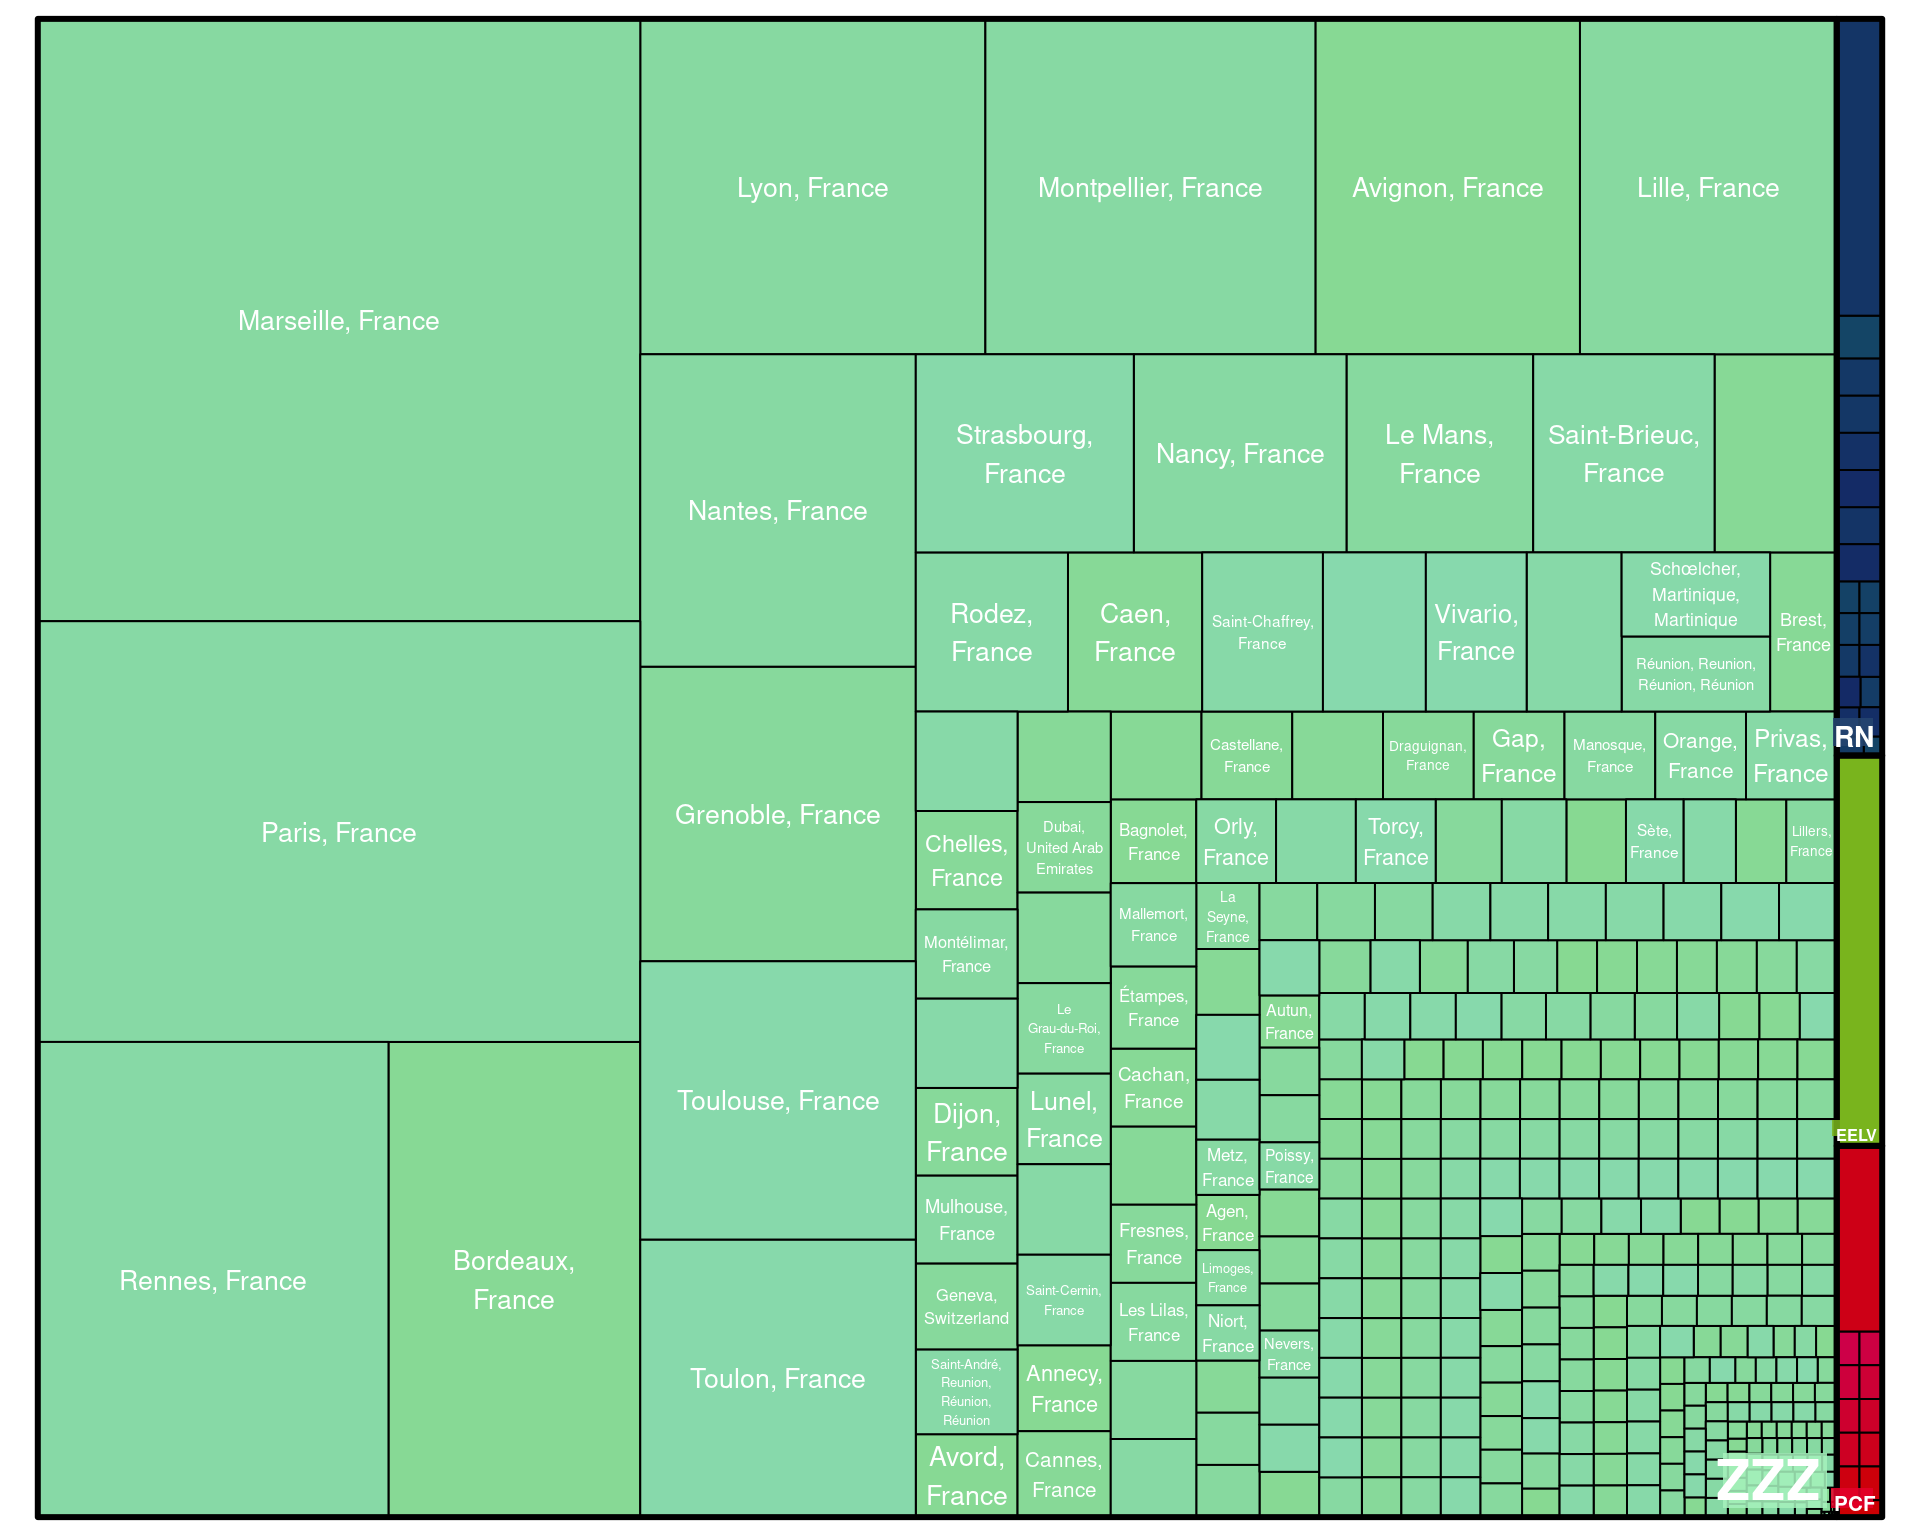 Marseille, France
Lyon, France
Montpellier, France
Avignon, France
Lille, France
Paris, France
Rennes, France
Bordeaux,
France
Nantes, France
Grenoble, France
Toulouse, France
Toulon, France
Strasbourg,
France
Nancy, France
Le Mans,
France
Saint-Brieuc,
France
Rodez,
France
Caen,
France
Saint-Chaffrey,
France
Vivario,
France
Schœlcher,
Martinique,
Martinique
Réunion, Reunion,
Réunion, Réunion
Brest,
France
Castellane,
France
Draguignan,
France
Gap,
France
Manosque,
France
Orange,
France
Privas,
France
Chelles,
France
Montélimar,
France
Dijon,
France
Mulhouse,
France
Geneva,
Switzerland
Saint-André,
Reunion,
Réunion,
Réunion
Avord,
France
Dubai,
United Arab
Emirates
Le
Grau-du-Roi,
France
Lunel,
France
Saint-Cernin,
France
Annecy,
France
Cannes,
France
Bagnolet,
France
Mallemort,
France
Étampes,
France
Cachan,
France
Fresnes,
France
Les Lilas,
France
Orly,
France
Torcy,
France
Sète,
France
Lillers,
France
La
Seyne,
France
Metz,
France
Agen,
France
Limoges,
France
Niort,
France
Autun,
France
Poissy,
France
Nevers,
France
ZZZ
RN
EELV
PCF